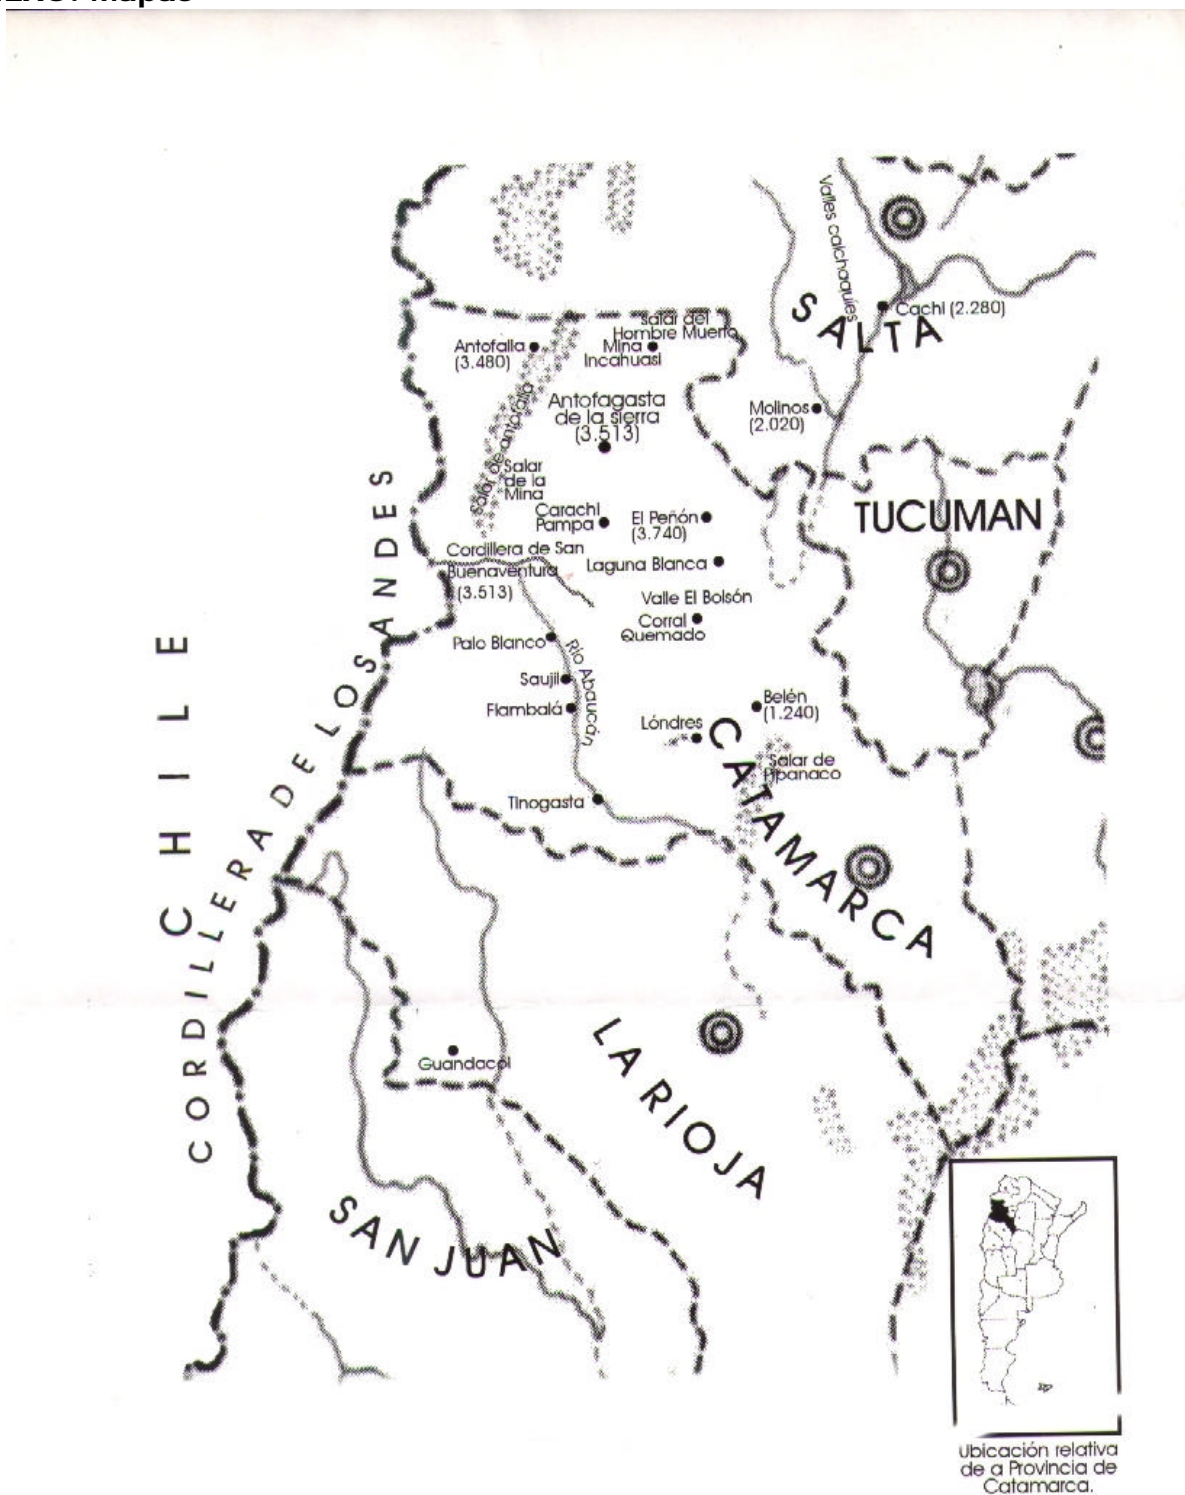 Mapas
Valles calchaquíes
SALTA
Cachi (2.280)
Salar del
Hombre Muerto
Antofalla
(3.480)
Mina
Incahuasi
Salar de antofalla
Antofagasta
de la sierra
(3.513)
Molinos
(2.020)
Salar
de la
Mina
TUCUMAN
Carachi
Pampa
El Peñón
(3.740)
Cordillera de San
Buenaventura
(3.513)
Laguna Blanca
Valle El Bolsón
Corral
Quemado
Palo Blanco
Río Abaucán
Saujil
Fiambalá
Belén
(1.240)
Lóndres
CATAMARCA
Salar de
Pipanaco
Tinogasta
CHILE
CORDILLERA DE LOS ANDES
Guandacol
LA RIOJA
SAN JUAN
Ubicación relativa
de a Provincia de
Catamarca.